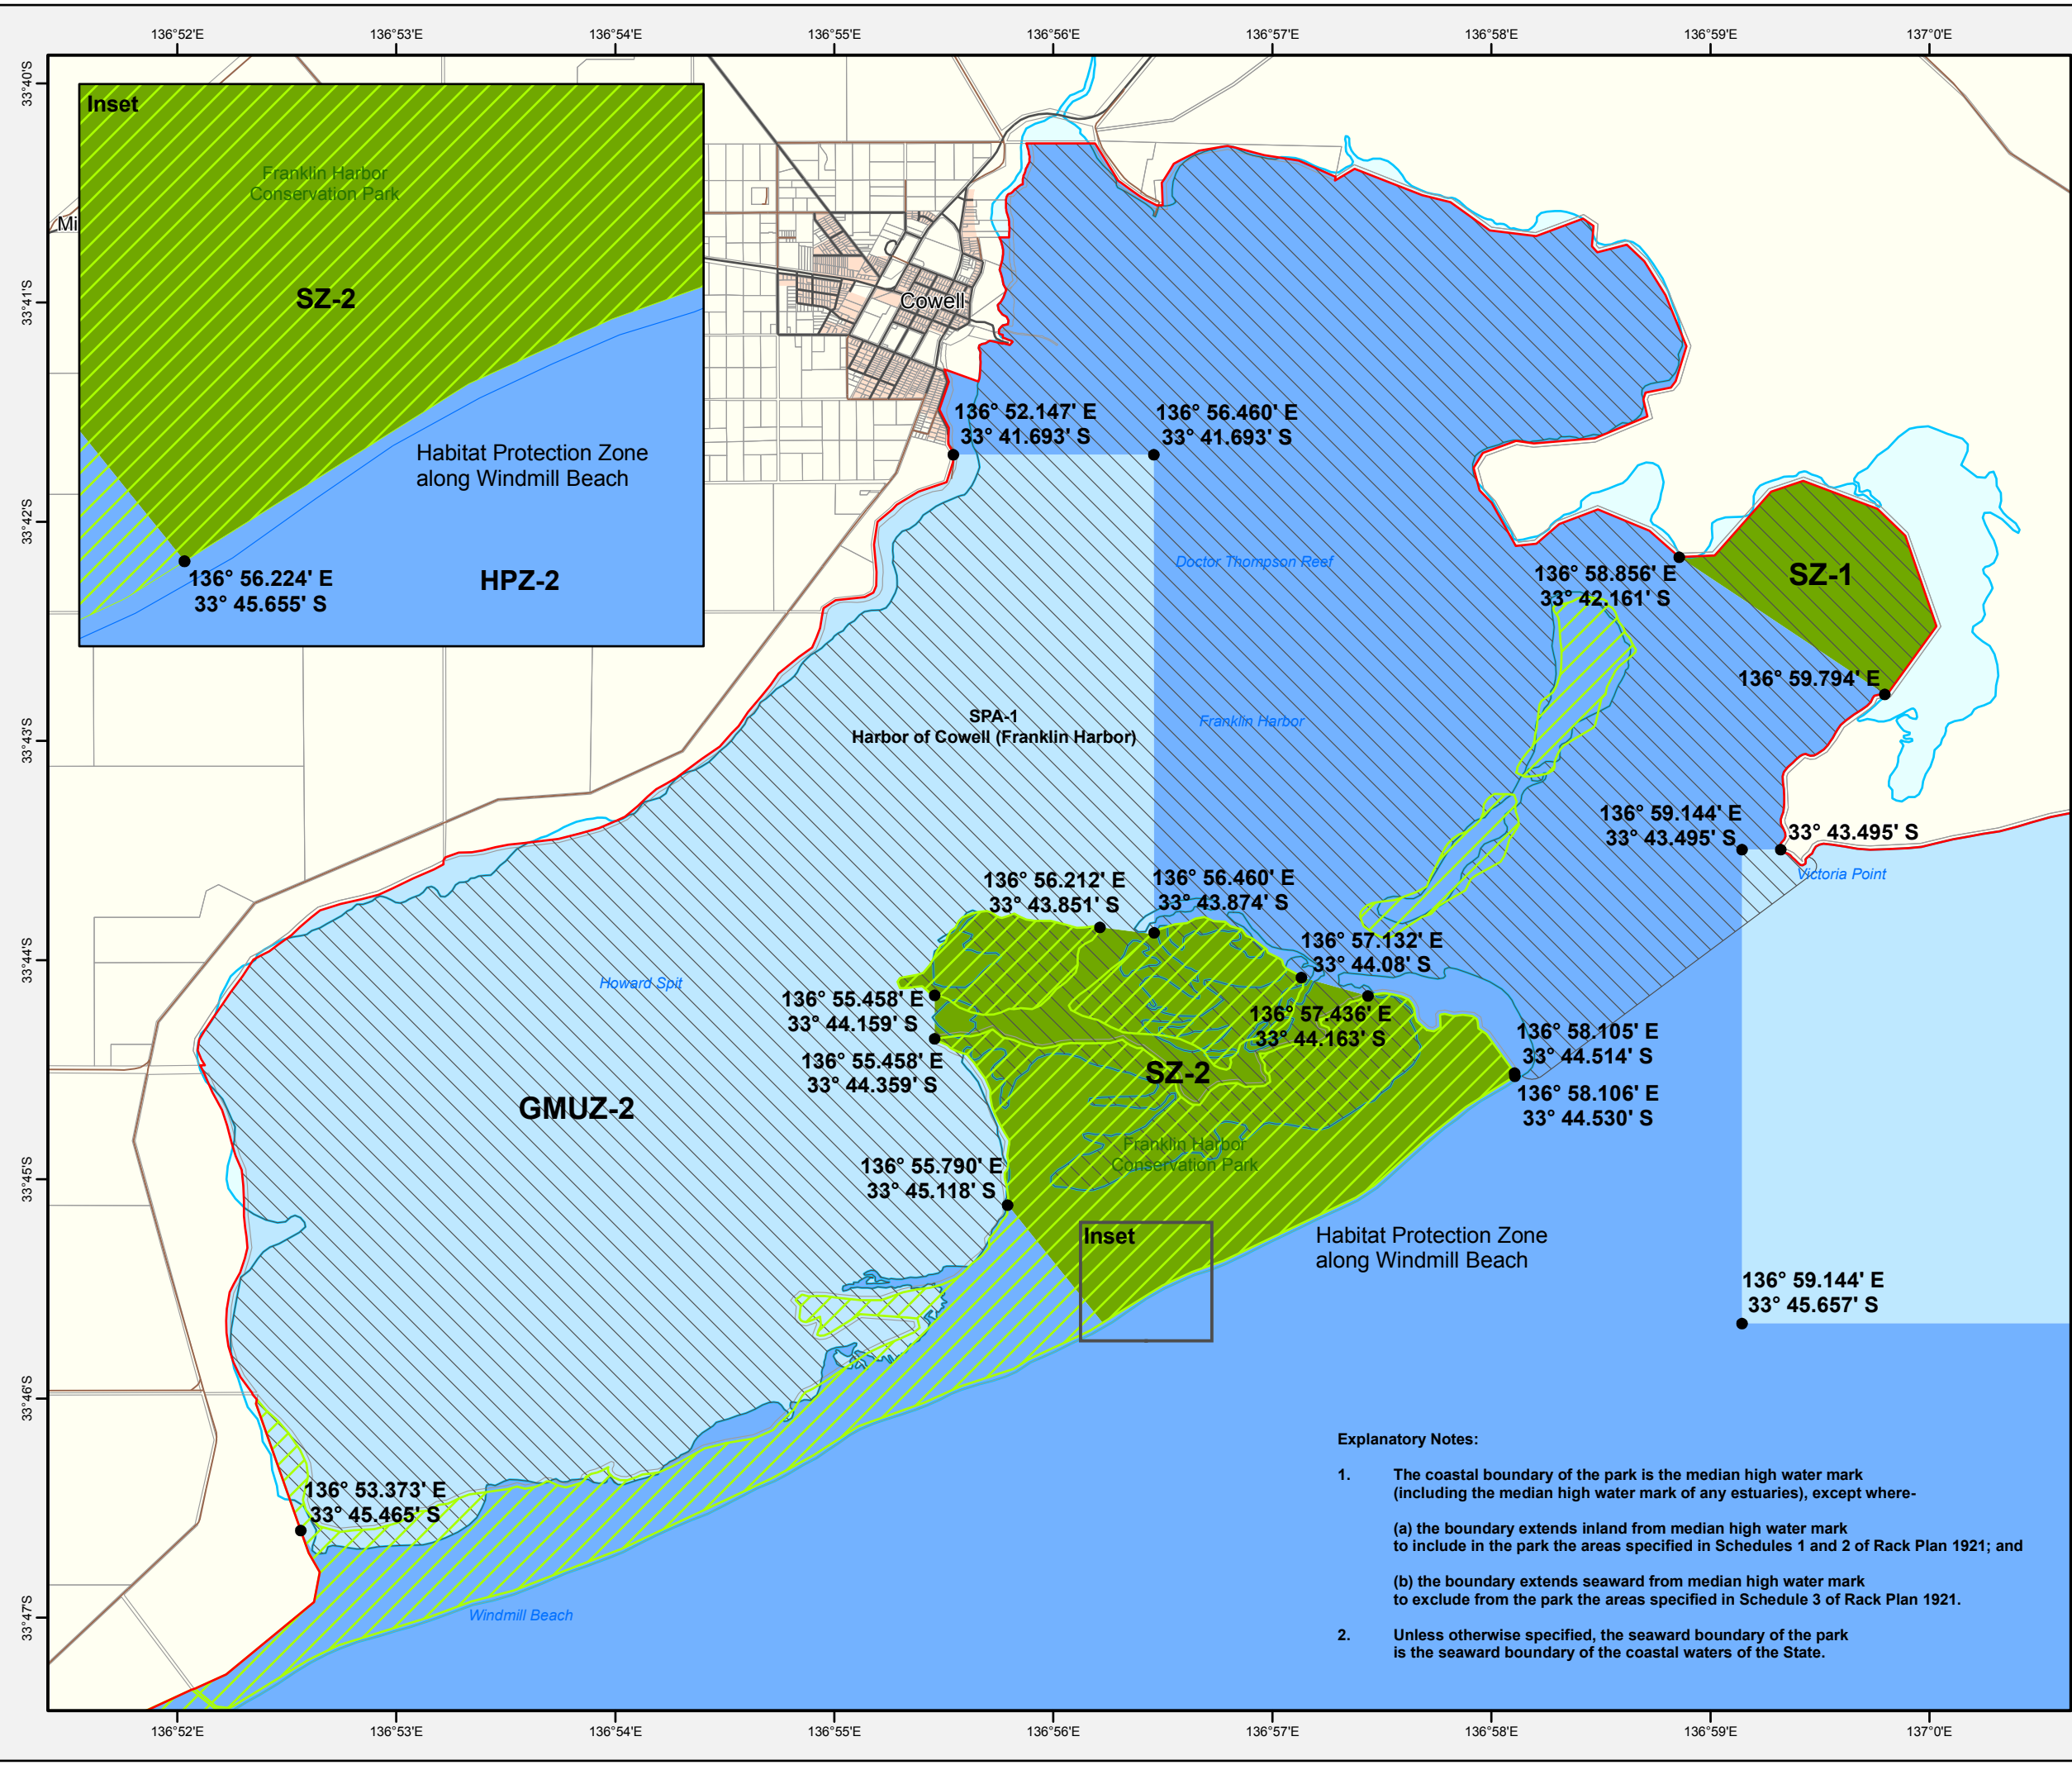 136°52'E 136°53'E 136°54'E 136°55'E 136°56'E 136°57'E 136°58'E 136°59'E 137°0'E
33°40'S
33°41'S
33°42'S
33°43'S
33°44'S
33°45'S
33°46'S
33°47'S
Inset
Franklin Harbor
Conservation Park
Mi
SZ-2
Habitat Protection Zone
along Windmill Beach
136° 56.224' E
33° 45.655' S
HPZ-2
Cowell
136° 52.147' E
33° 41.693' S
136° 56.460' E
33° 41.693' S
Doctor Thompson Reef
136° 58.856' E
33° 42.161' S
SZ-1
136° 59.794' E
SPA-1
Harbor of Cowell (Franklin Harbor)
Franklin Harbor
136° 59.144' E
33° 43.495' S
33° 43.495' S
Victoria Point
136° 56.212' E
33° 43.851' S
136° 56.460' E
33° 43.874' S
136° 57.132' E
33° 44.08' S
Howard Spit
136° 55.458' E
33° 44.159' S
136° 57.436' E
33° 44.163' S
136° 58.105' E
33° 44.514' S
136° 55.458' E
33° 44.359' S
SZ-2
136° 58.106' E
33° 44.530' S
GMUZ-2
Franklin Harbor
Conservation Park
136° 55.790' E
33° 45.118' S
Inset
Habitat Protection Zone
along Windmill Beach
136° 59.144' E
33° 45.657' S
136° 53.373' E
33° 45.465' S
Windmill Beach
Explanatory Notes:
1. The coastal boundary of the park is the median high water mark
(including the median high water mark of any estuaries), except where-
(a) the boundary extends inland from median high water mark
to include in the park the areas specified in Schedules 1 and 2 of Rack Plan 1921; and
(b) the boundary extends seaward from median high water mark
to exclude from the park the areas specified in Schedule 3 of Rack Plan 1921.
2. Unless otherwise specified, the seaward boundary of the park
is the seaward boundary of the coastal waters of the State.
136°52'E 136°53'E 136°54'E 136°55'E 136°56'E 136°57'E 136°58'E 136°59'E 137°0'E